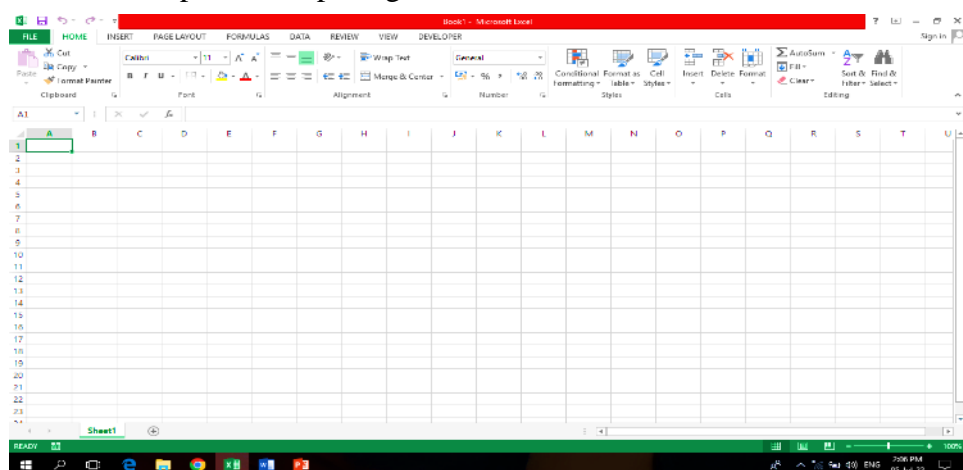 Book1 - Microsoft Excel
FILE HOME INSERT PAGE LAYOUT FORMULAS DATA REVIEW VIEW DEVELOPER Sign in
Cut
Copy
Format Painter
Paste
Calibri 11
B I U
Wrap Text
Merge & Center
General
%
Conditional Formatting
Format as Table
Cell Styles
Insert Delete Format
AutoSum
Fill
Clear
Sort & Filter
Find & Select
Clipboard Font Alignment Number Styles Cells Editing
A1 fx
A B C D E F G H I J K L M N O P Q R S T U
1
2
3
4
5
6
7
8
9
10
11
12
13
14
15
16
17
18
19
20
21
22
23
Sheet1
READY 100%
ENG 2:06 PM